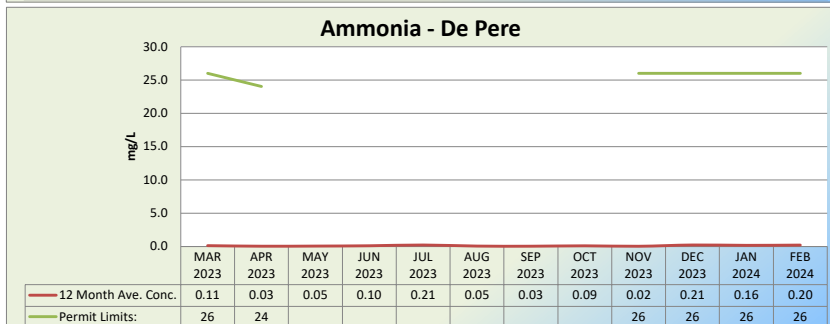 Ammonia - De Pere
30.0
25.0
20.0
15.0
10.0
5.0
0.0
mg/L
MAR APR MAY JUN JUL AUG SEP OCT NOV DEC JAN FEB
2023 2023 2023 2023 2023 2023 2023 2023 2023 2023 2024 2024
12 Month Ave. Conc. 0.11 0.03 0.05 0.10 0.21 0.05 0.03 0.09 0.02 0.21 0.16 0.20
Permit Limits: 26 24 26 26 26 26